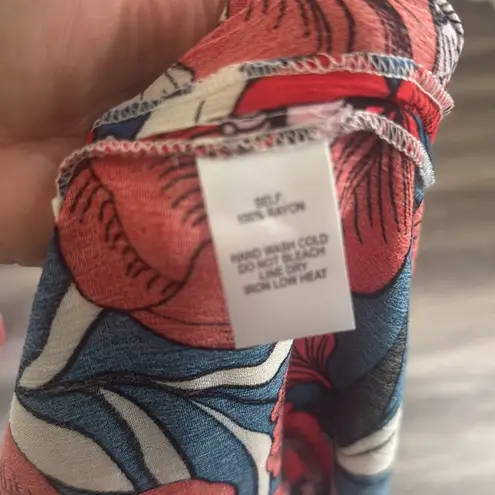 SELF
100% RAYON
HAND WASH COLD
DO NOT BLEACH
LINE DRY
IRON LOW HEAT